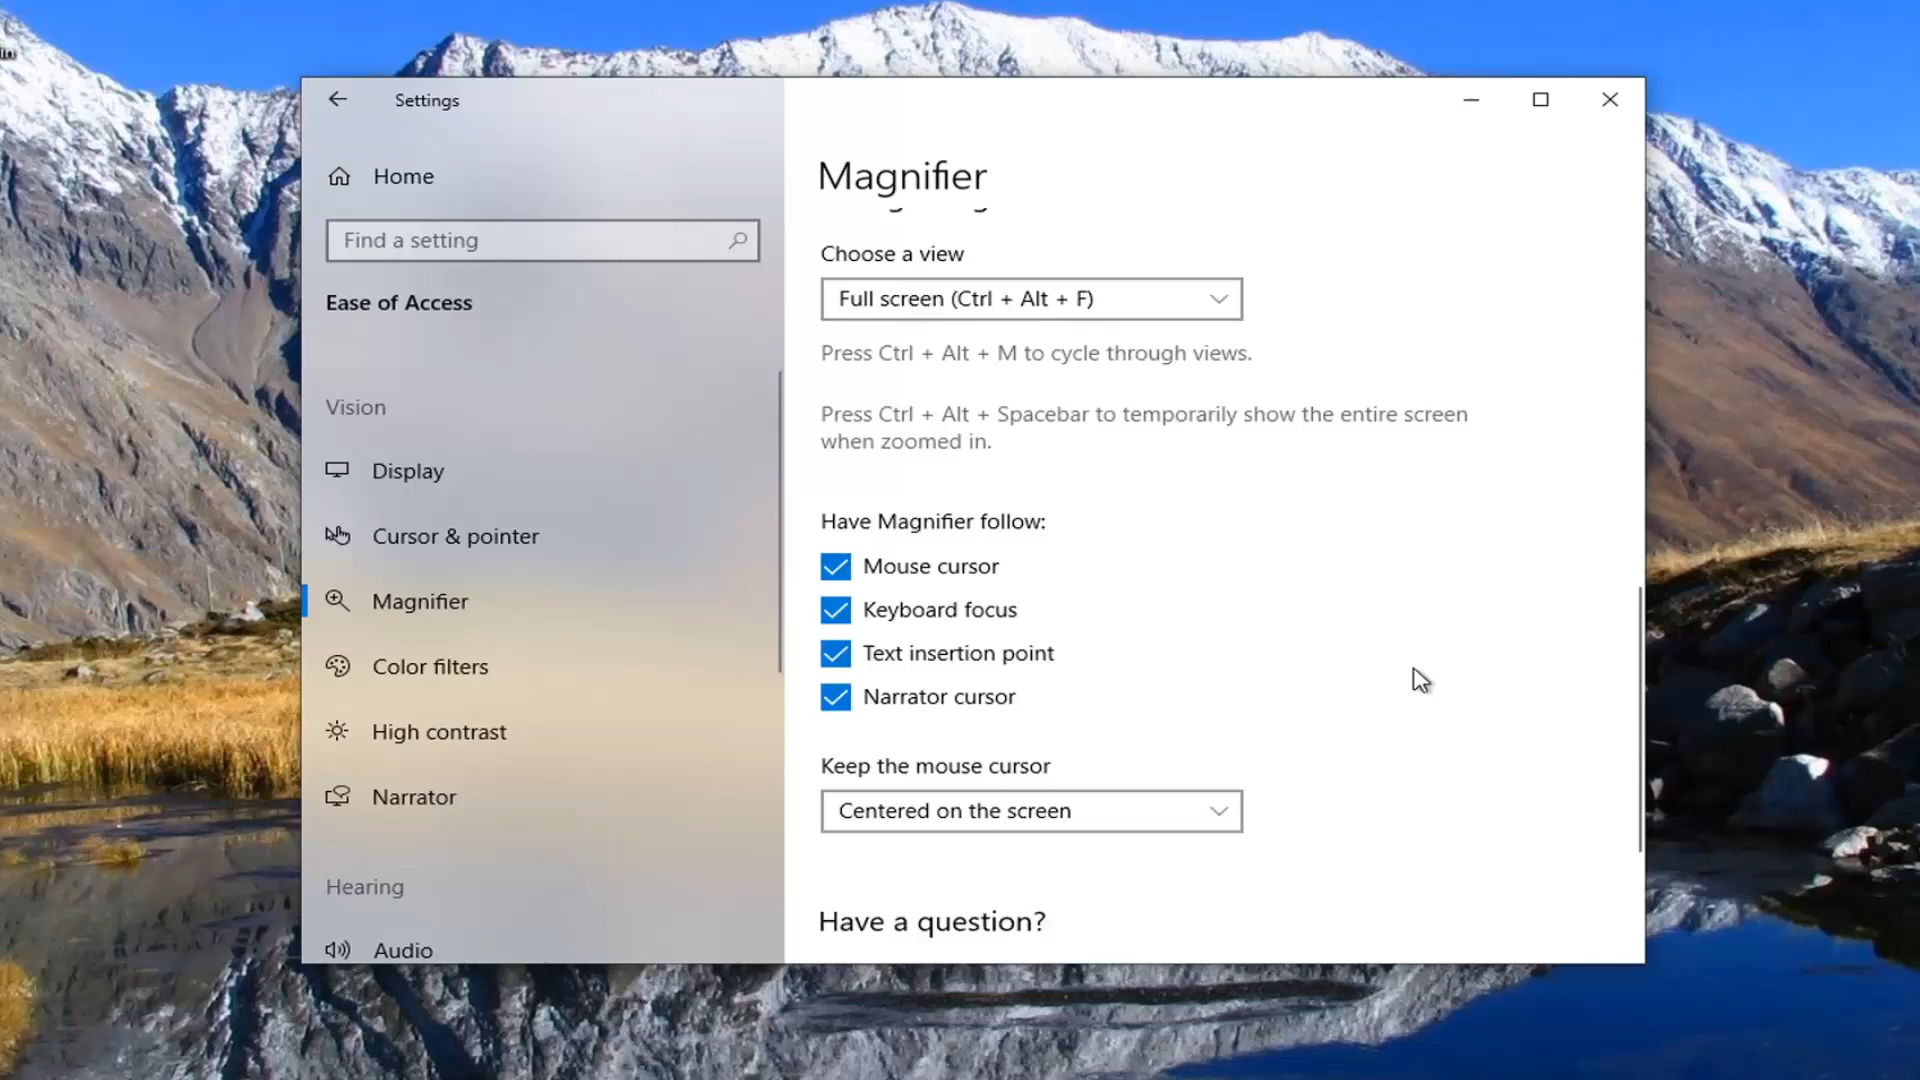 in
Settings
Home
Find a setting
Ease of Access
Vision
Display
Cursor & pointer
Magnifier
Color filters
High contrast
Narrator
Hearing
Audio
Magnifier
Choose a view
Full screen (Ctrl + Alt + F)
Press Ctrl + Alt + M to cycle through views.
Press Ctrl + Alt + Spacebar to temporarily show the entire screen
when zoomed in.
Have Magnifier follow:
Mouse cursor
Keyboard focus
Text insertion point
Narrator cursor
Keep the mouse cursor
Centered on the screen
Have a question?